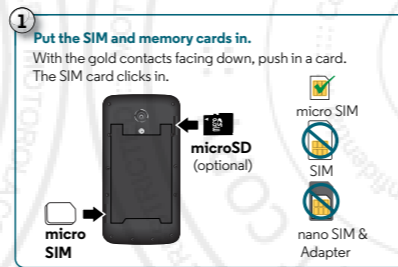 1
Put the SIM and memory cards in.
With the gold contacts facing down, push in a card.
The SIM card clicks in.
micro SIM
microSD
(optional)
SIM
micro
SIM
nano SIM &
Adapter